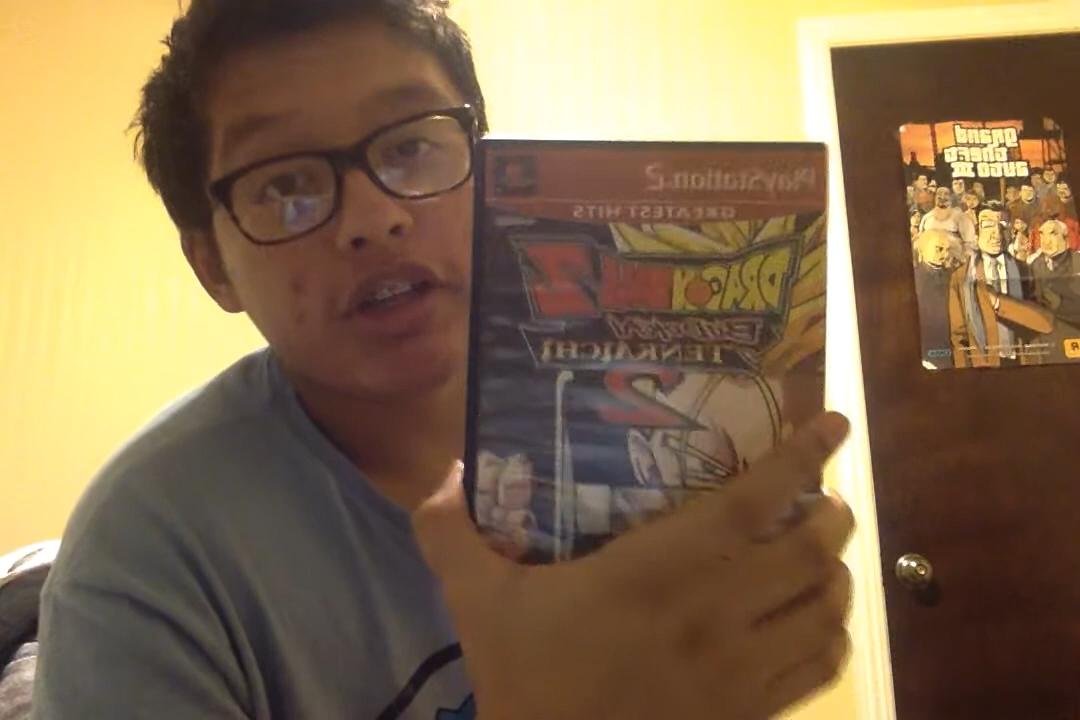 PlayStation 2
GREATEST HITS
DRAGON BALL Z
BUDOKAI
TENKAICHI
2
grand
theft
auto III
R